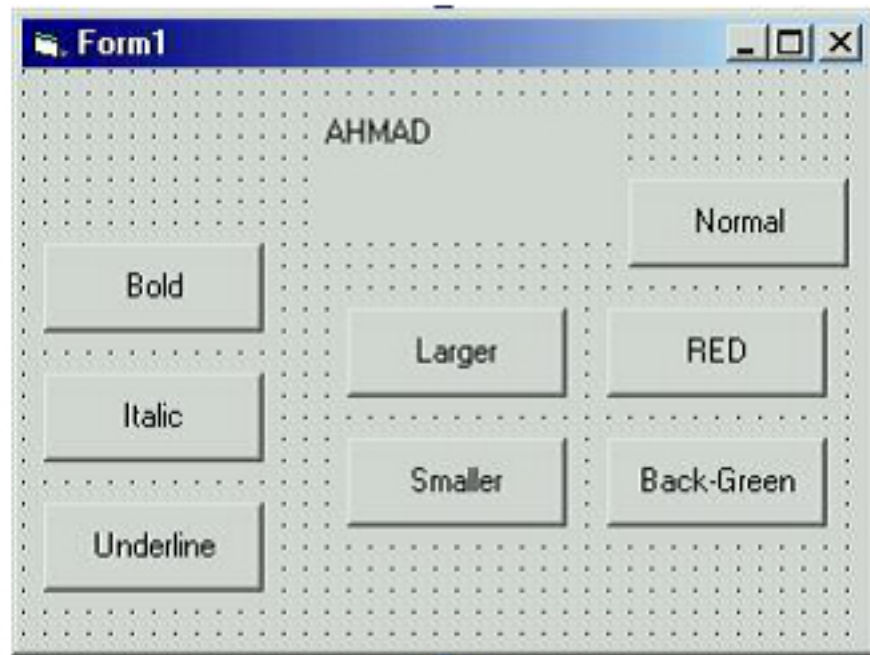 Form1
AHMAD
Normal
Bold
Larger
RED
Italic
Smaller
Back-Green
Underline